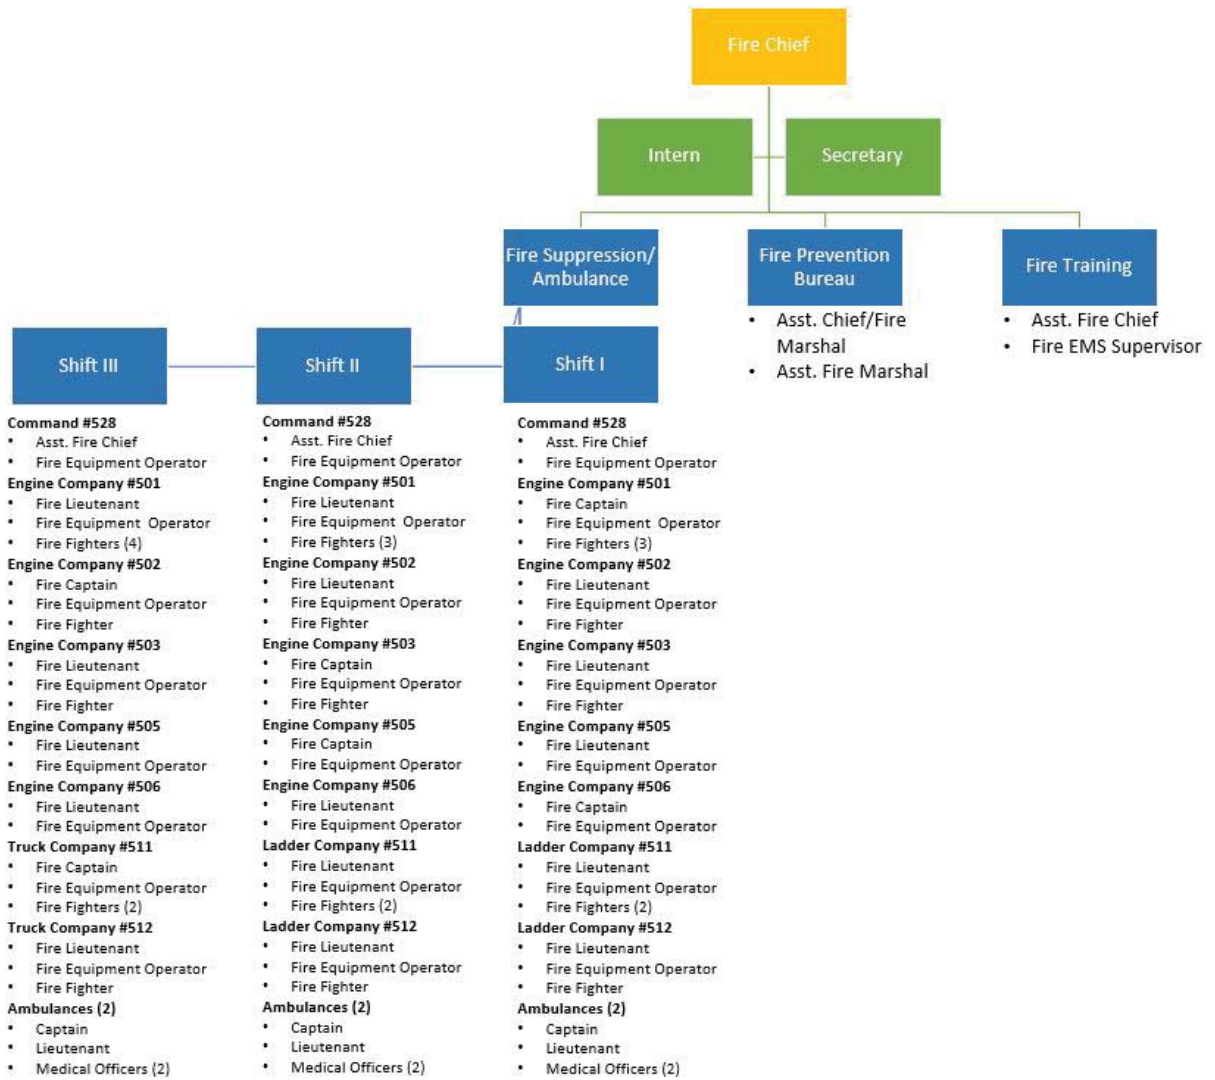 Fire Chief
Intern
Secretary
Fire Suppression/
Ambulance
Fire Prevention
Bureau
Fire Training
• Asst. Chief/Fire
Marshal
• Asst. Fire Marshal
• Asst. Fire Chief
• Fire EMS Supervisor
Shift III
Shift II
Shift I
Command #528
• Asst. Fire Chief
• Fire Equipment Operator
Engine Company #501
• Fire Lieutenant
• Fire Equipment Operator
• Fire Fighters (4)
Engine Company #502
• Fire Captain
• Fire Equipment Operator
• Fire Fighter
Engine Company #503
• Fire Lieutenant
• Fire Equipment Operator
• Fire Fighter
Engine Company #505
• Fire Lieutenant
• Fire Equipment Operator
Engine Company #506
• Fire Lieutenant
• Fire Equipment Operator
Truck Company #511
• Fire Captain
• Fire Equipment Operator
• Fire Fighters (2)
Truck Company #512
• Fire Lieutenant
• Fire Equipment Operator
• Fire Fighter
Ambulances (2)
• Captain
• Lieutenant
• Medical Officers (2)
Command #528
• Asst. Fire Chief
• Fire Equipment Operator
Engine Company #501
• Fire Lieutenant
• Fire Equipment Operator
• Fire Fighters (3)
Engine Company #502
• Fire Lieutenant
• Fire Equipment Operator
• Fire Fighter
Engine Company #503
• Fire Captain
• Fire Equipment Operator
• Fire Fighter
Engine Company #505
• Fire Captain
• Fire Equipment Operator
Engine Company #506
• Fire Lieutenant
• Fire Equipment Operator
Ladder Company #511
• Fire Lieutenant
• Fire Equipment Operator
• Fire Fighters (2)
Ladder Company #512
• Fire Lieutenant
• Fire Equipment Operator
• Fire Fighter
Ambulances (2)
• Captain
• Lieutenant
• Medical Officers (2)
Command #528
• Asst. Fire Chief
• Fire Equipment Operator
Engine Company #501
• Fire Captain
• Fire Equipment Operator
• Fire Fighters (3)
Engine Company #502
• Fire Lieutenant
• Fire Equipment Operator
• Fire Fighter
Engine Company #503
• Fire Lieutenant
• Fire Equipment Operator
• Fire Fighter
Engine Company #505
• Fire Lieutenant
• Fire Equipment Operator
Engine Company #506
• Fire Captain
• Fire Equipment Operator
Ladder Company #511
• Fire Lieutenant
• Fire Equipment Operator
• Fire Fighters (2)
Ladder Company #512
• Fire Lieutenant
• Fire Equipment Operator
• Fire Fighter
Ambulances (2)
• Captain
• Lieutenant
• Medical Officers (2)